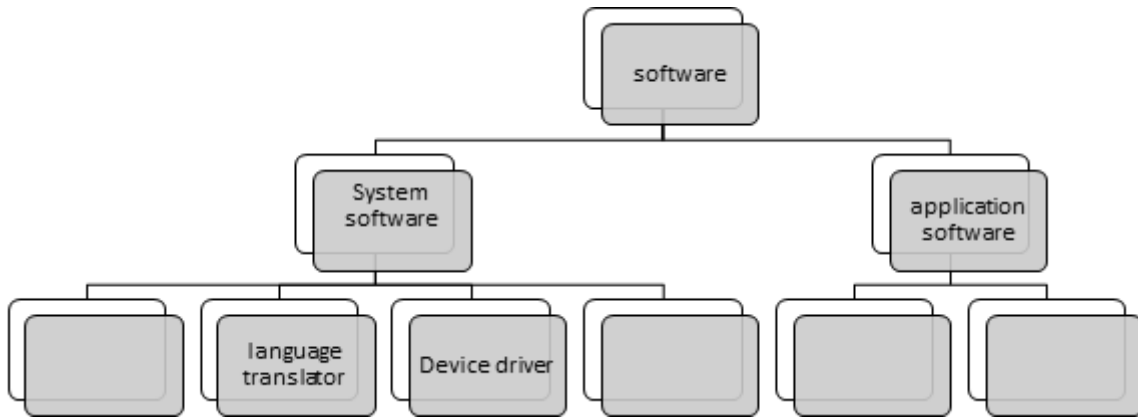 software
System
software
application
software
language
translator
Device driver